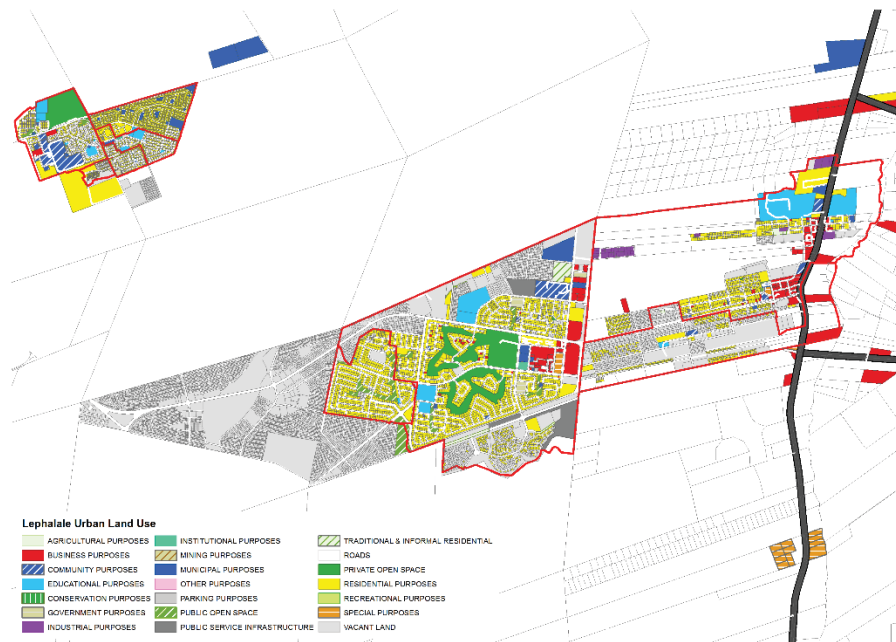 Lephalale Urban Land Use
AGRICULTURAL PURPOSES
BUSINESS PURPOSES
COMMUNITY PURPOSES
EDUCATIONAL PURPOSES
CONSERVATION PURPOSES
GOVERNMENT PURPOSES
INDUSTRIAL PURPOSES
INSTITUTIONAL PURPOSES
MINING PURPOSES
MUNICIPAL PURPOSES
OTHER PURPOSES
PARKING PURPOSES
PUBLIC OPEN SPACE
PUBLIC SERVICE INFRASTRUCTURE
TRADITIONAL & INFORMAL RESIDENTIAL
ROADS
PRIVATE OPEN SPACE
RESIDENTIAL PURPOSES
RECREATIONAL PURPOSES
SPECIAL PURPOSES
VACANT LAND